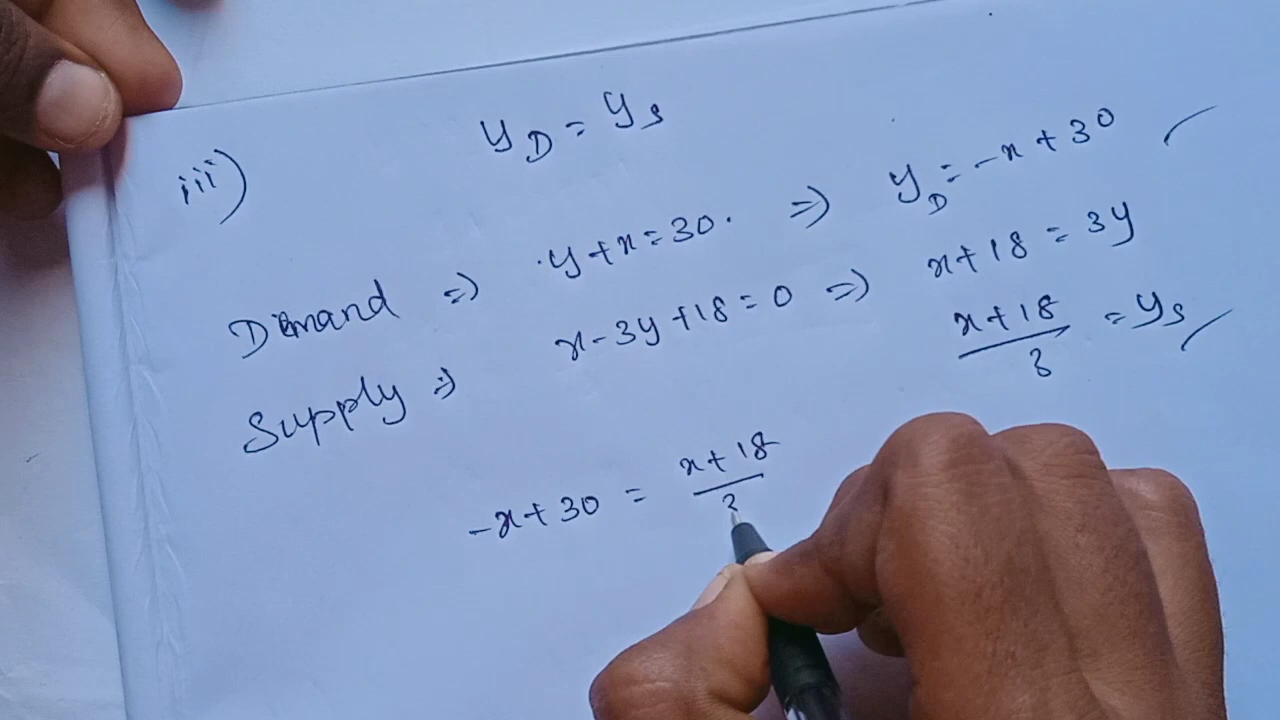 iii) y_D = y_s
Demand => y + x = 30 . => y_D = -x + 30
Supply => x - 3y + 18 = 0 => x + 18 = 3y
x + 18 / 3 = y_s
-x + 30 = x + 18 / 3